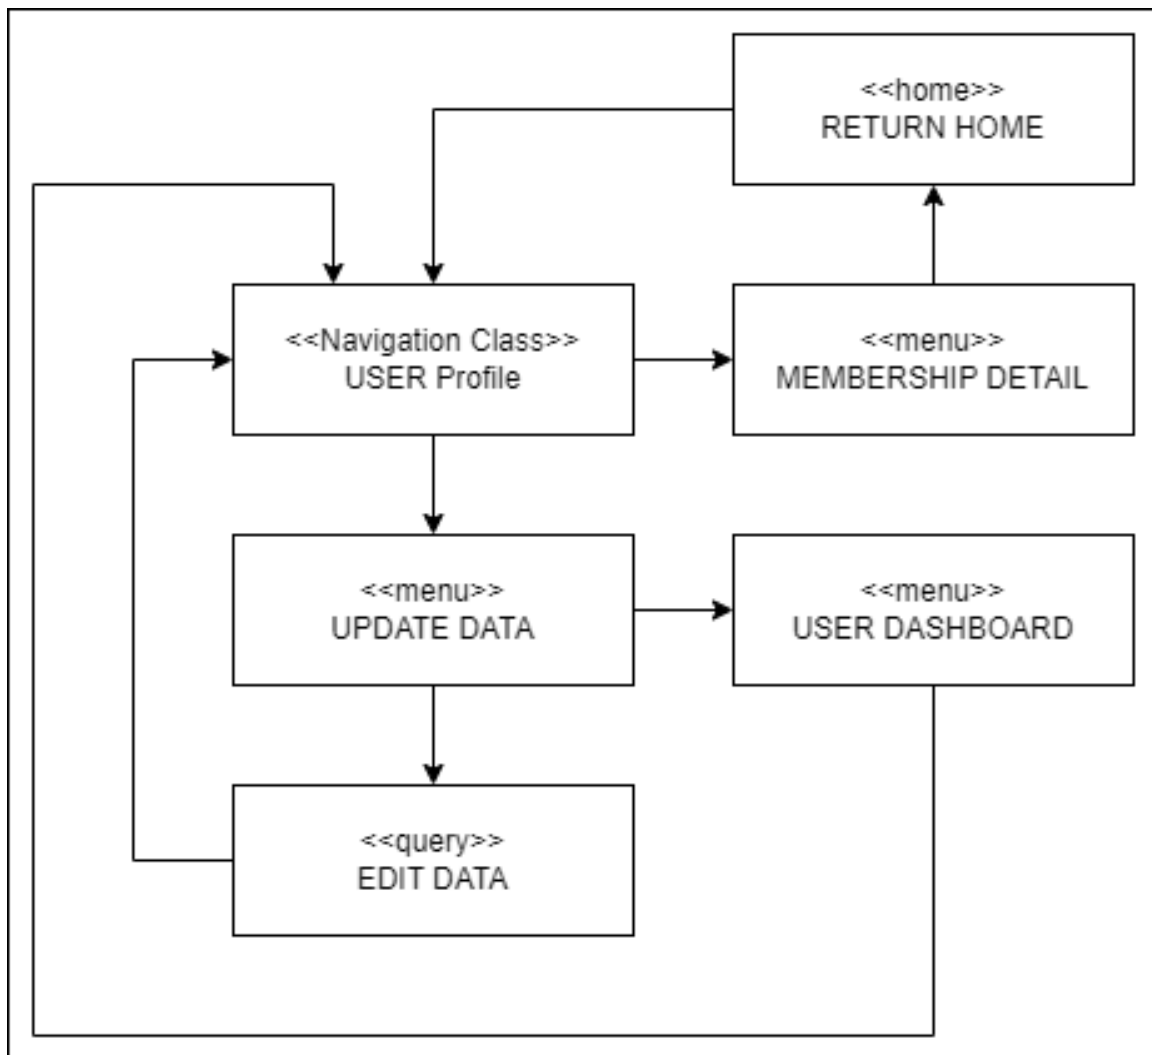 <<home>>
RETURN HOME
<<Navigation Class>>
USER Profile
<<menu>>
MEMBERSHIP DETAIL
<<menu>>
UPDATE DATA
<<menu>>
USER DASHBOARD
<<query>>
EDIT DATA